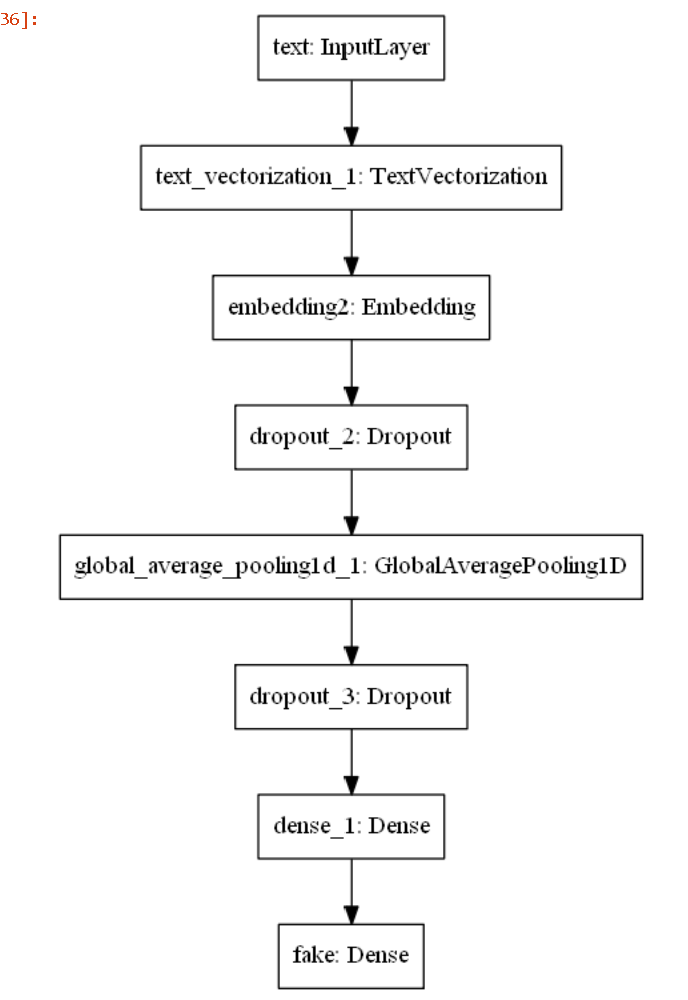 36]:
text: InputLayer
text_vectorization_1: TextVectorization
embedding2: Embedding
dropout_2: Dropout
global_average_pooling1d_1: GlobalAveragePooling1D
dropout_3: Dropout
dense_1: Dense
fake: Dense